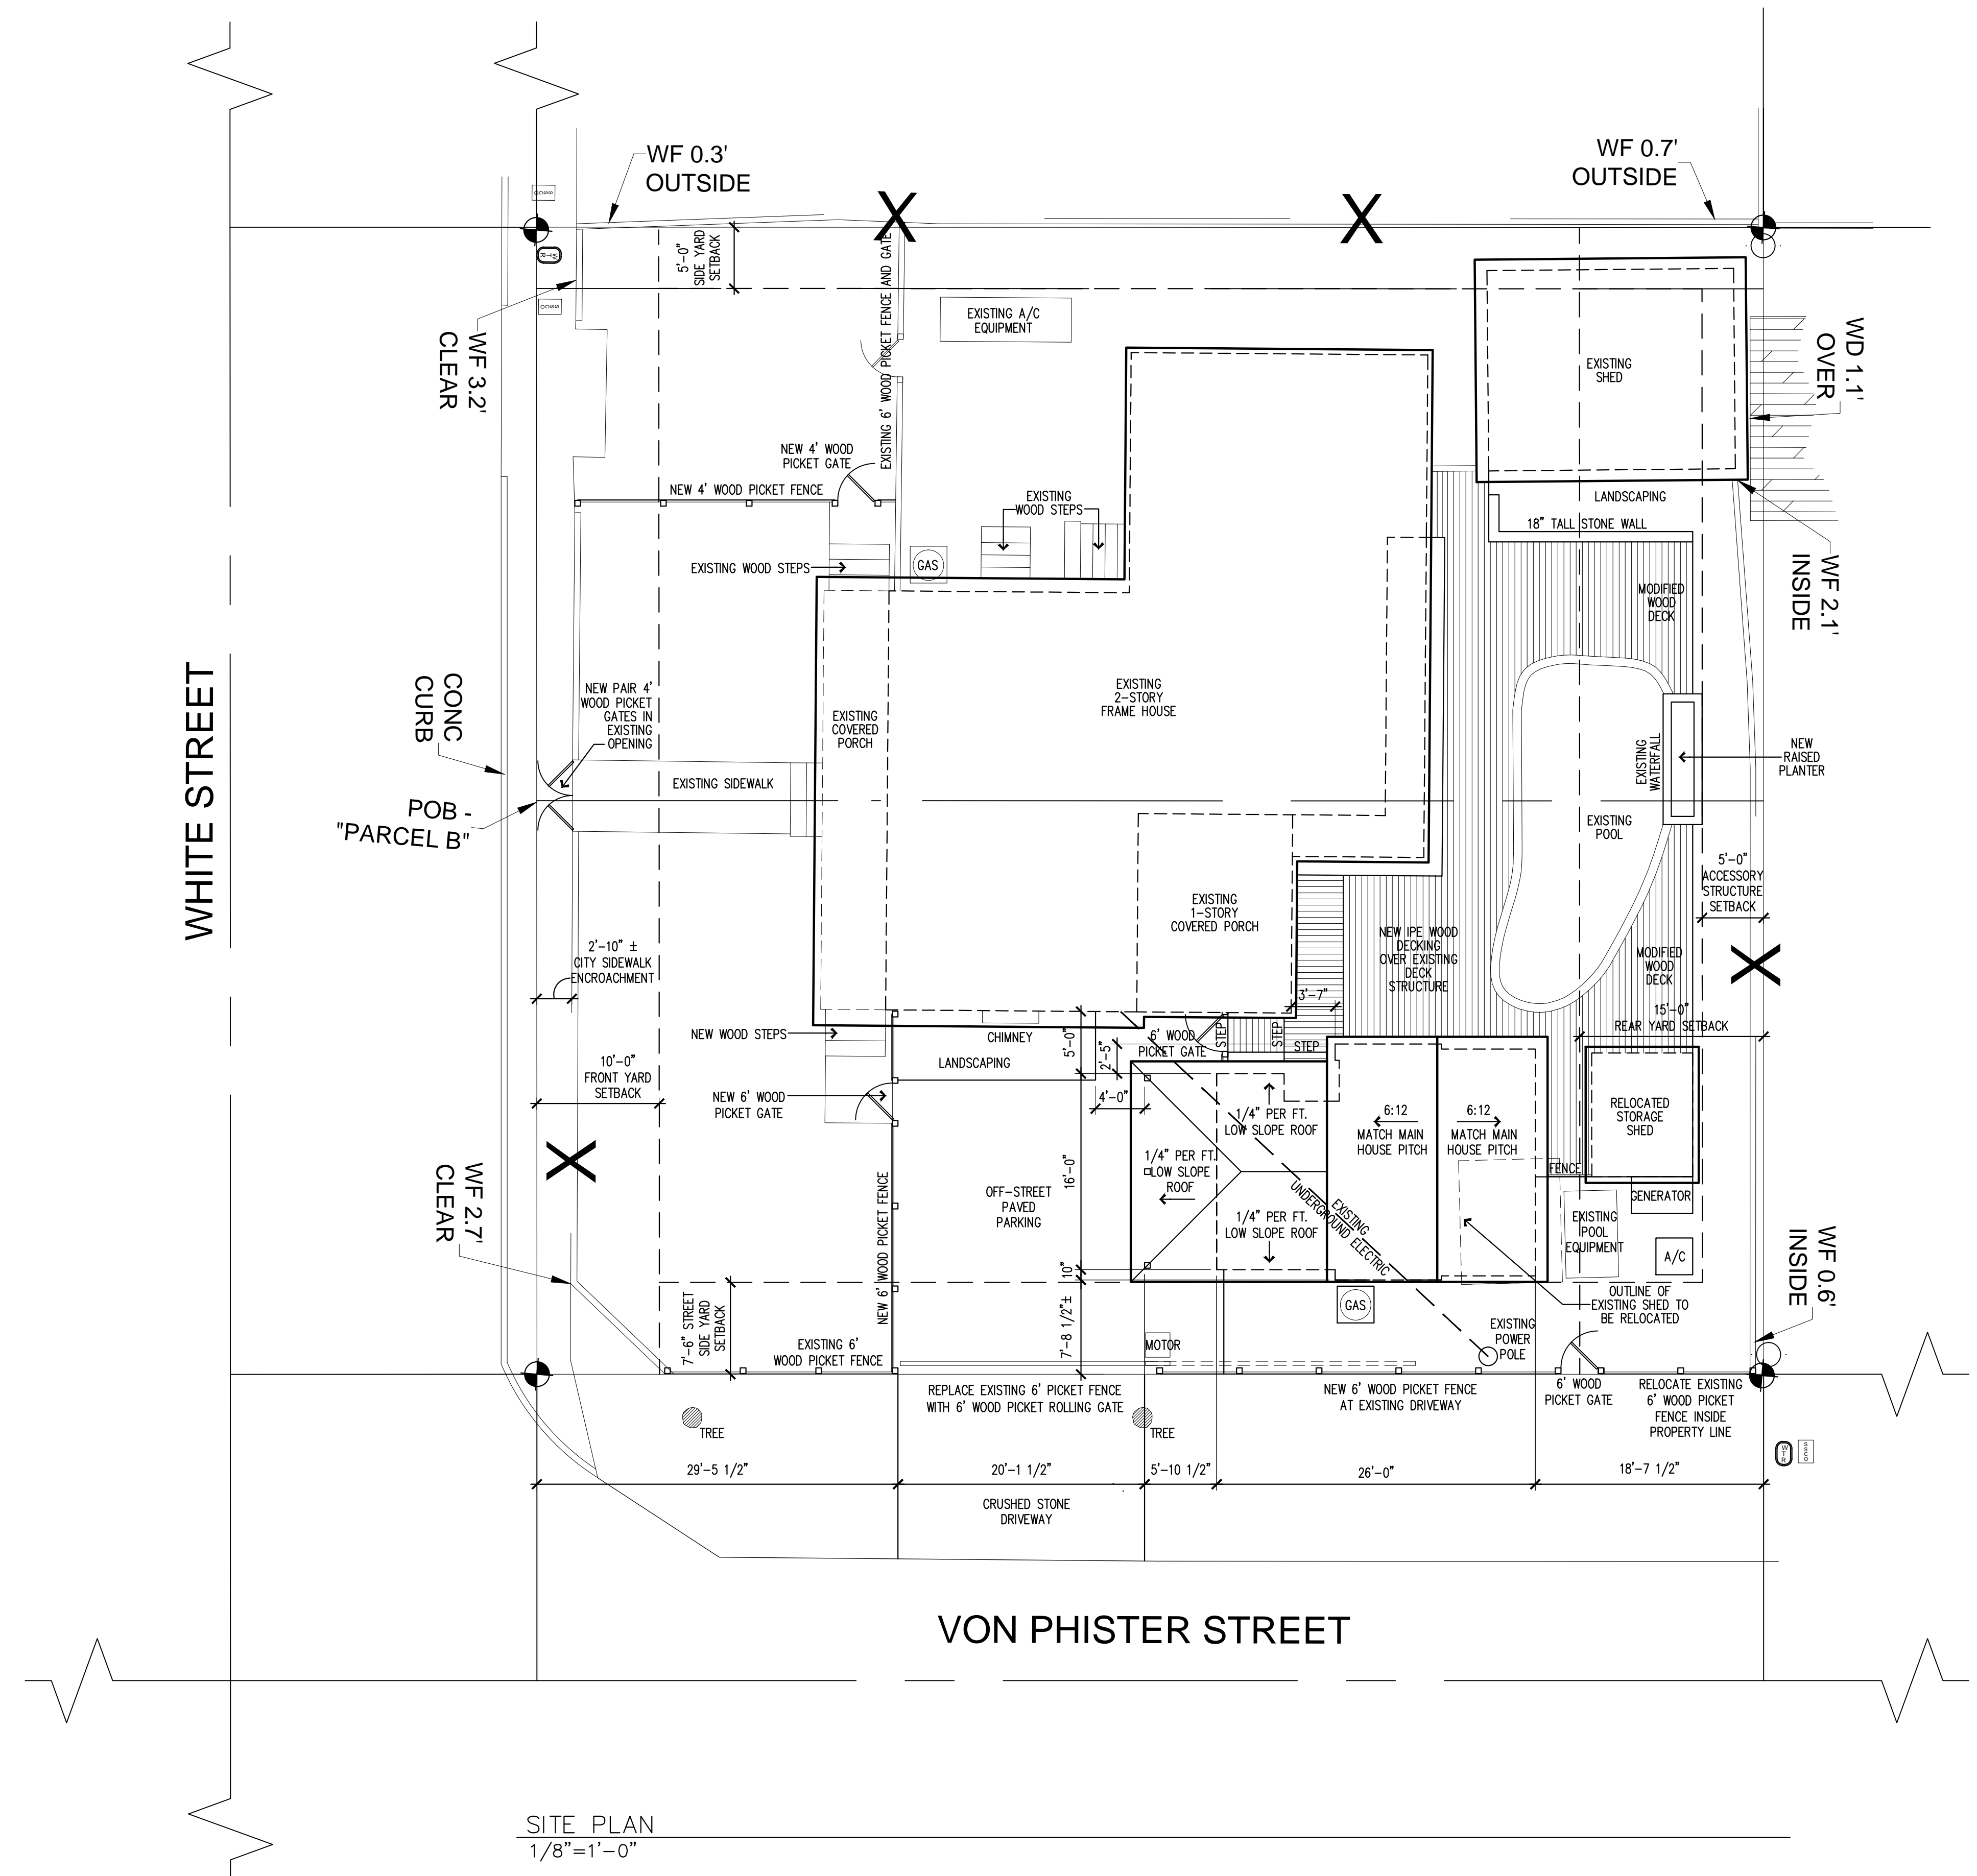 WF 0.3'
OUTSIDE
WF 0.7'
OUTSIDE
SSCO
WTR
SSCO
5'-0"
SIDE YARD
SETBACK
EXISTING 6' WOOD PICKET FENCE AND GATE
EXISTING A/C
EQUIPMENT
EXISTING
SHED
WD 1.1'
OVER
WF 3.2'
CLEAR
NEW 4' WOOD
PICKET GATE
NEW 4' WOOD PICKET FENCE
EXISTING
WOOD STEPS
LANDSCAPING
18" TALL STONE WALL
WF 2.1'
INSIDE
EXISTING WOOD STEPS
GAS
MODIFIED
WOOD
DECK
WHITE STREET
CONC
CURB
NEW PAIR 4'
WOOD PICKET
GATES IN
EXISTING
OPENING
EXISTING
COVERED
PORCH
EXISTING
2-STORY
FRAME HOUSE
EXISTING
WATERFALL
NEW
RAISED
PLANTER
EXISTING SIDEWALK
POB -
"PARCEL B"
EXISTING
POOL
5'-0"
ACCESSORY
STRUCTURE
SETBACK
EXISTING
1-STORY
COVERED PORCH
2'-10" ±
CITY SIDEWALK
ENCROACHMENT
NEW IPE WOOD
DECKING
OVER EXISTING
DECK
STRUCTURE
MODIFIED
WOOD
DECK
3'-7"
15'-0"
REAR YARD SETBACK
NEW WOOD STEPS
CHIMNEY
5'-0"
2'-5"
6' WOOD
PICKET GATE
STEP
STEP
STEP
LANDSCAPING
10'-0"
FRONT YARD
SETBACK
NEW 6' WOOD
PICKET GATE
4'-0"
1/4" PER FT.
LOW SLOPE ROOF
6:12
MATCH MAIN
HOUSE PITCH
6:12
MATCH MAIN
HOUSE PITCH
RELOCATED
STORAGE
SHED
1/4" PER FT.
LOW SLOPE
ROOF
16'-0"
FENCE
WF 2.7'
CLEAR
NEW 6' WOOD PICKET FENCE
OFF-STREET
PAVED
PARKING
EXISTING
UNDERGROUND ELECTRIC
GENERATOR
1/4" PER FT.
LOW SLOPE ROOF
EXISTING
POOL
EQUIPMENT
A/C
WF 0.6'
INSIDE
10"
7'-8 1/2"±
7'-6" STREET
SIDE YARD
SETBACK
GAS
OUTLINE OF
EXISTING SHED TO
BE RELOCATED
EXISTING 6'
WOOD PICKET FENCE
MOTOR
EXISTING
POWER
POLE
REPLACE EXISTING 6' PICKET FENCE
WITH 6' WOOD PICKET ROLLING GATE
NEW 6' WOOD PICKET FENCE
AT EXISTING DRIVEWAY
6' WOOD
PICKET GATE
RELOCATE EXISTING
6' WOOD PICKET
FENCE INSIDE
PROPERTY LINE
TREE
TREE
WTR
SSCO
29'-5 1/2"
20'-1 1/2"
5'-10 1/2"
26'-0"
18'-7 1/2"
CRUSHED STONE
DRIVEWAY
VON PHISTER STREET
SITE PLAN
1/8"=1'-0"